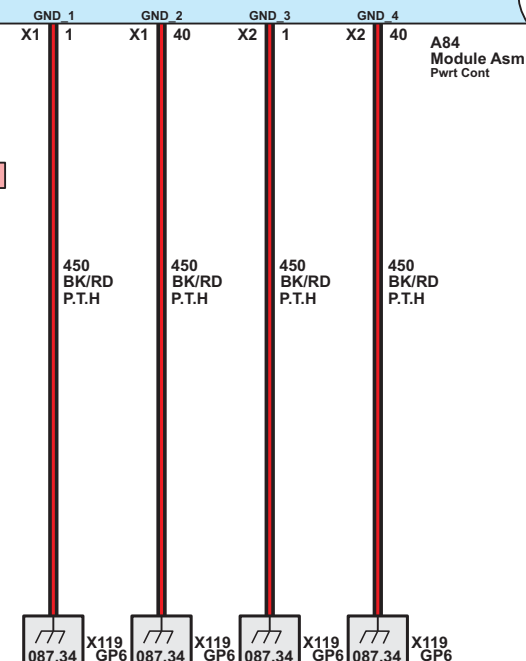 GND_1 GND_2 GND_3 GND_4
X1 1 X1 40 X2 1 X2 40
A84
Module Asm
Pwrt Cont
450 450 450 450
BK/RD BK/RD BK/RD BK/RD
P.T.H P.T.H P.T.H P.T.H
X119 X119 X119 X119
087.34 GP6 087.34 GP6 087.34 GP6 087.34 GP6